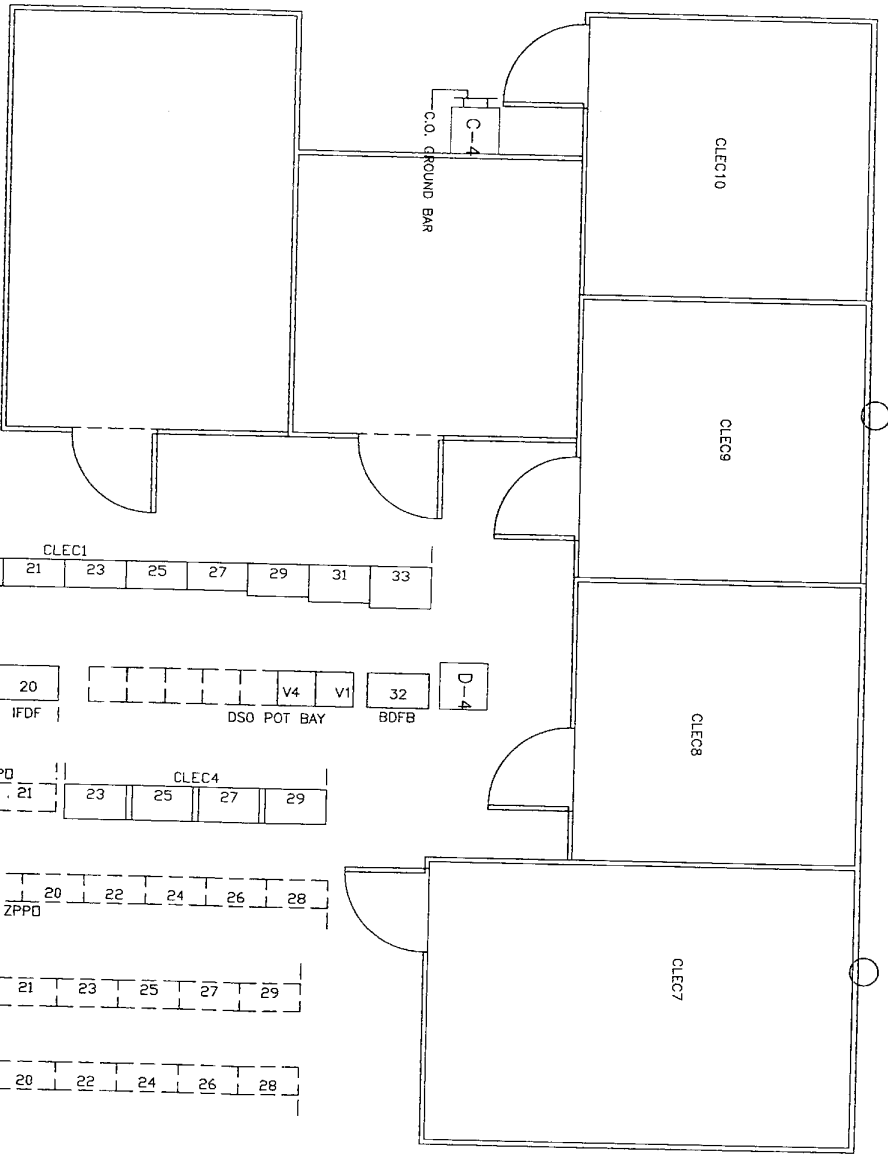 CLEC10
C-4
C.O. GROUND BAR
CLEC9
CLEC1
21 23 25 27 29 31 33
CLEC8
20 V4 V1 32 D-4
IFDF DS0 POT BAY BDFB
CLEC4
21 23 25 27 29
20 22 24 26 28
ZPPO
CLEC7
21 23 25 27 29
20 22 24 26 28